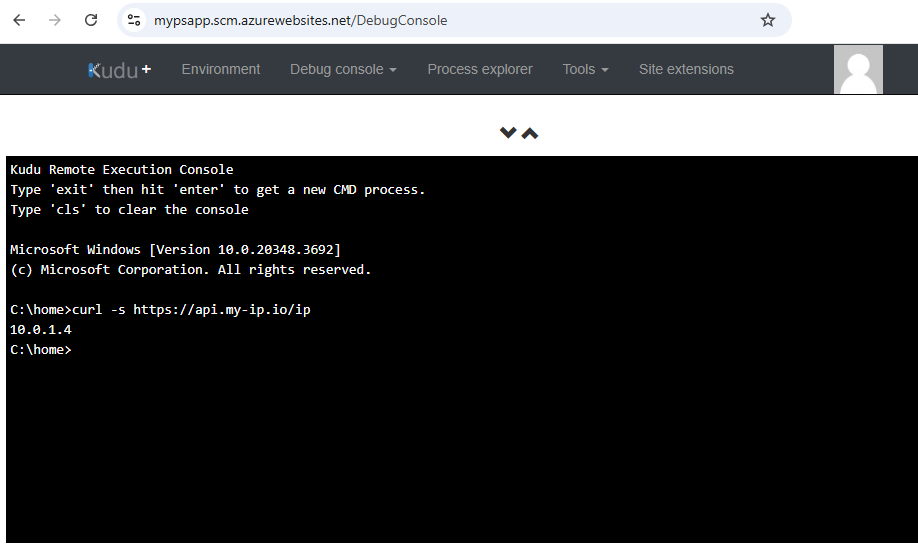 mypsapp.scm.azurewebsites.net/DebugConsole
Kudu+ Environment Debug console Process explorer Tools Site extensions
Kudu Remote Execution Console
Type 'exit' then hit 'enter' to get a new CMD process.
Type 'cls' to clear the console
Microsoft Windows [Version 10.0.20348.3692]
(c) Microsoft Corporation. All rights reserved.
C:\home>curl -s https://api.my-ip.io/ip
10.0.1.4
C:\home>